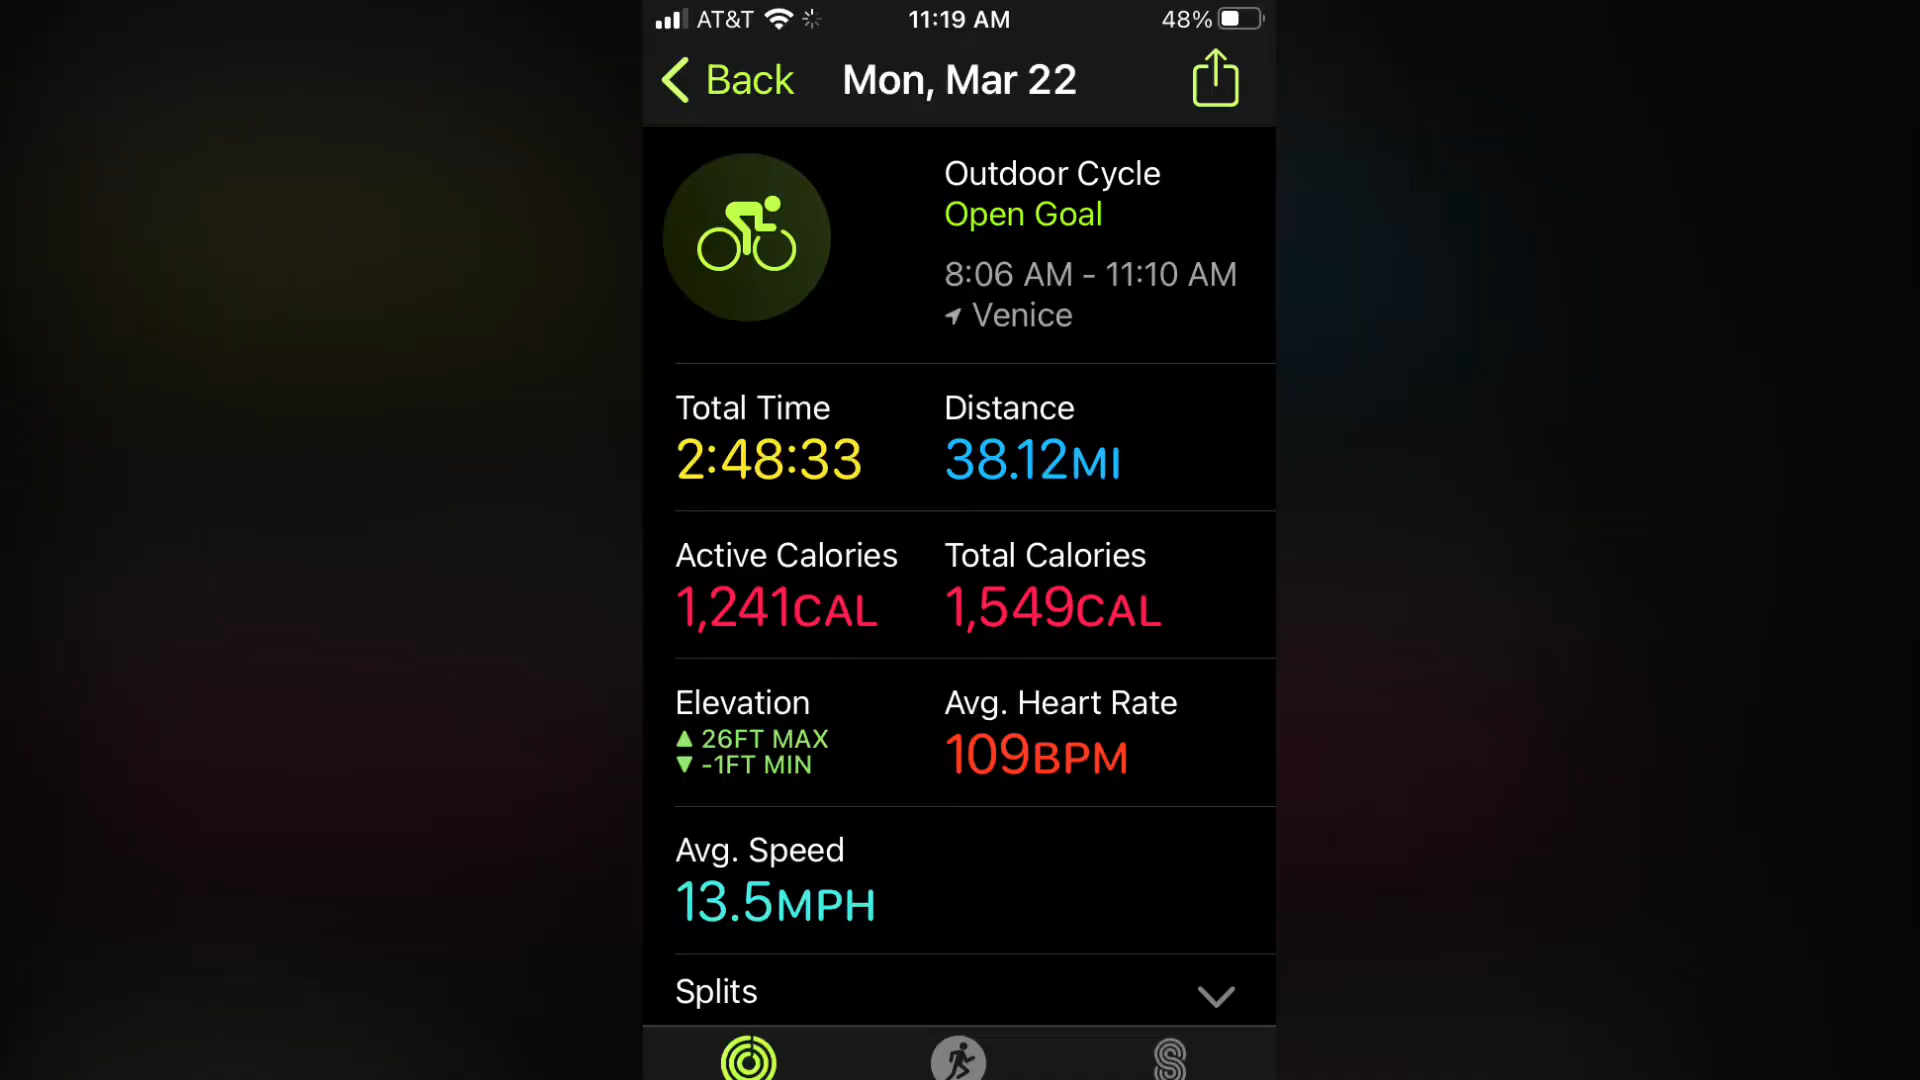 AT&T 11:19 AM 48%
Back Mon, Mar 22
Outdoor Cycle
Open Goal
8:06 AM - 11:10 AM
Venice
Total Time Distance
2:48:33 38.12MI
Active Calories Total Calories
1,241CAL 1,549CAL
Elevation Avg. Heart Rate
26FT MAX
-1FT MIN
109BPM
Avg. Speed
13.5MPH
Splits